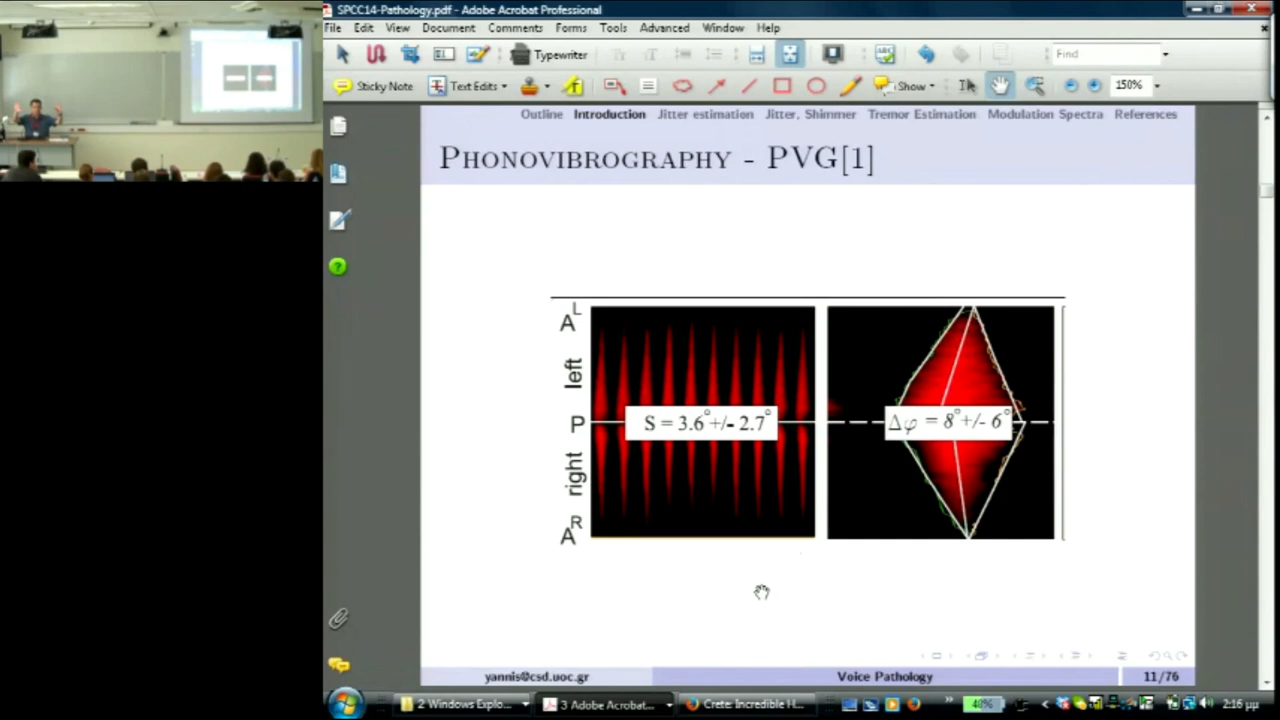 SPCC14-Pathology.pdf - Adobe Acrobat Professional
File Edit View Document Comments Forms Tools Advanced Window Help
Typewriter Find
Sticky Note Text Edits Show 150%
Outline Introduction Jitter estimation Jitter, Shimmer Tremor Estimation Modulation Spectra References
Phonovibrography - PVG[1]
A^L
left
P
right
A^R
S = 3.6°+/- 2.7°
Δφ = 8°+/- 6°
yannis@csd.uoc.gr Voice Pathology 11/76
2 Windows Explo... 3 Adobe Acrobat... Crete: Incredible H... 40% 2:16 μμ